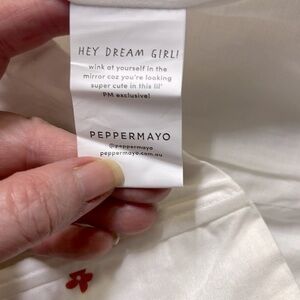 HEY DREAM GIRL!
wink at yourself in the
mirror coz you're looking
super cute in this lil'
PM exclusive!
PEPPERMAYO
@peppermayo
peppermayo.com.au